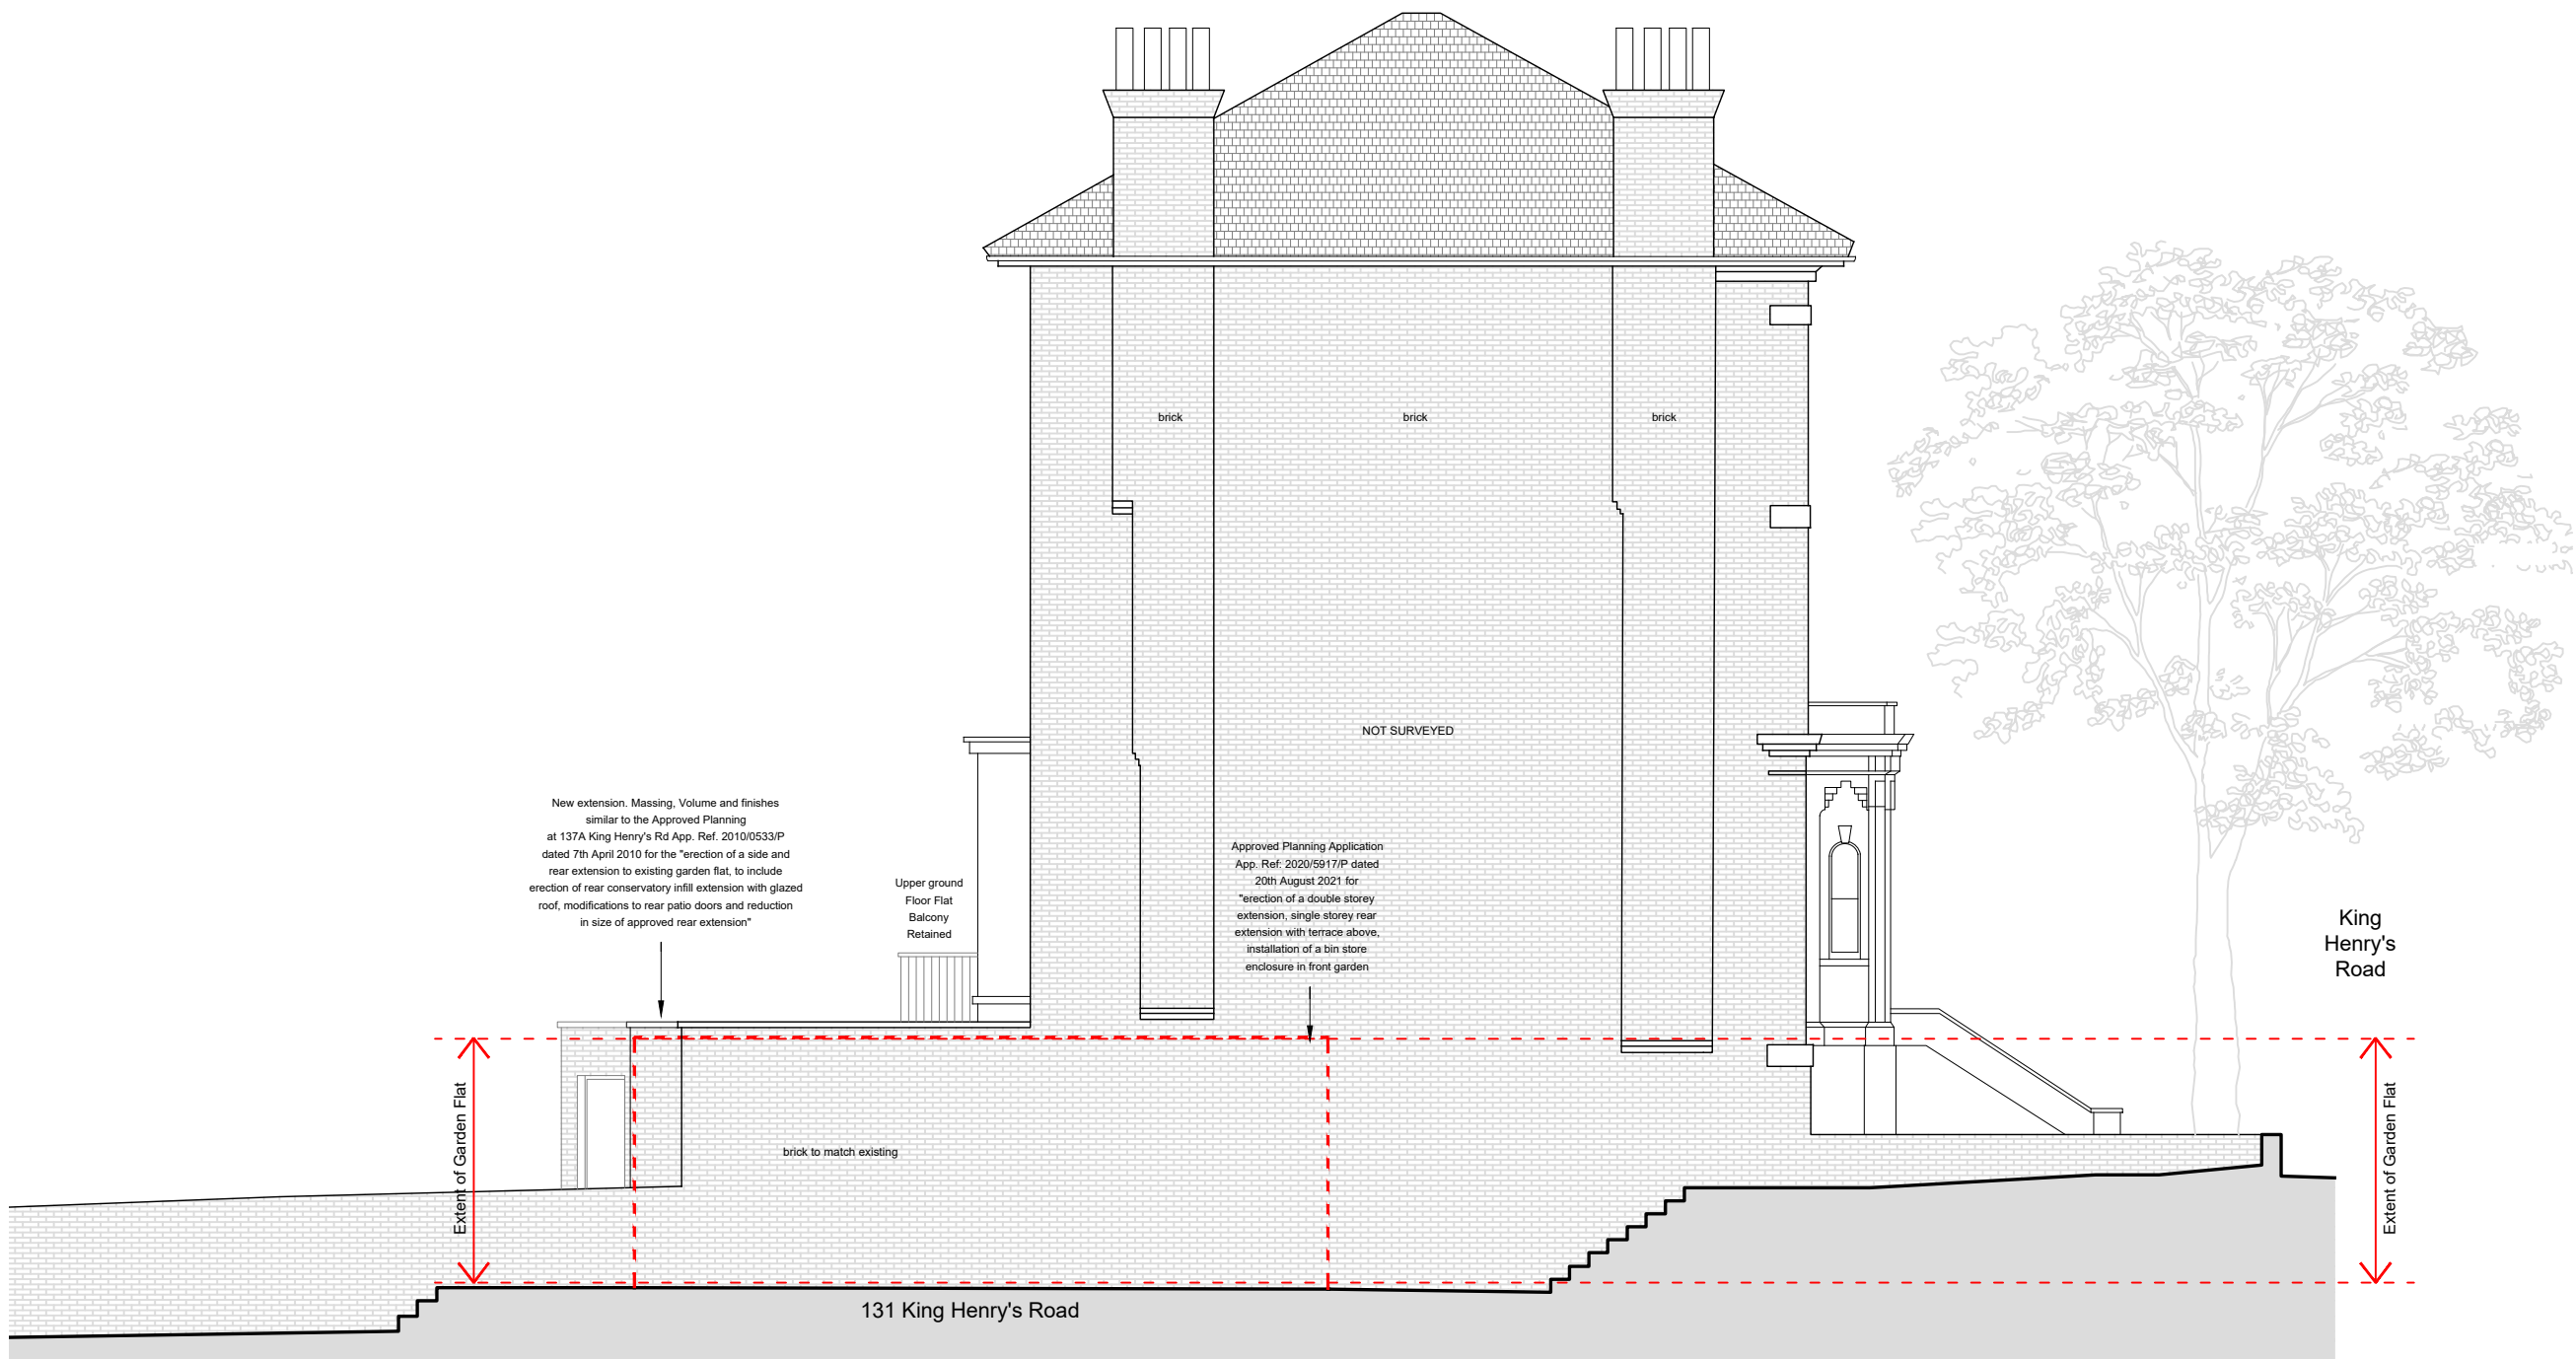 brick
brick
brick
NOT SURVEYED
New extension. Massing, Volume and finishes
similar to the Approved Planning
at 137A King Henry's Rd App. Ref. 2010/0533/P
dated 7th April 2010 for the "erection of a side and
rear extension to existing garden flat, to include
erection of rear conservatory infill extension with glazed
roof, modifications to rear patio doors and reduction
in size of approved rear extension"
Upper ground
Floor Flat
Balcony
Retained
Approved Planning Application
App. Ref: 2020/5917/P dated
20th August 2021 for
"erection of a double storey
extension, single storey rear
extension with terrace above,
installation of a bin store
enclosure in front garden
King
Henry's
Road
Extent of Garden Flat
brick to match existing
Extent of Garden Flat
131 King Henry's Road